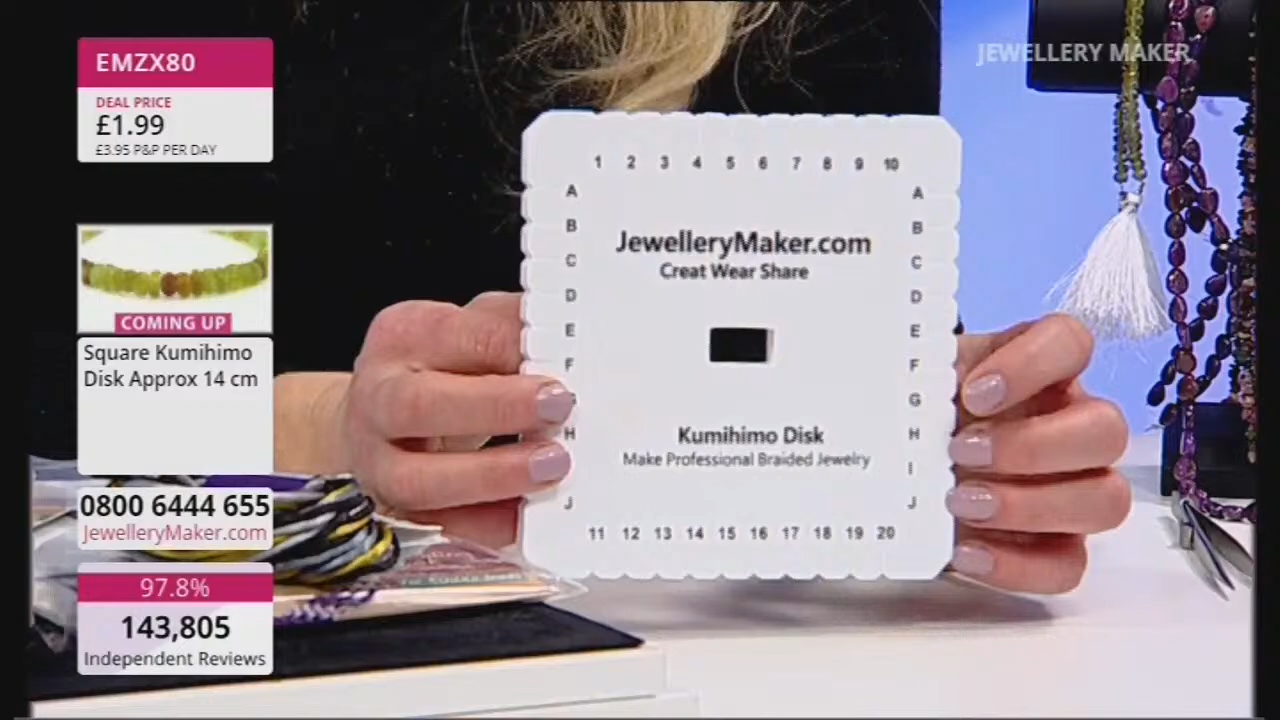 EMZX80
DEAL PRICE
£1.99
£3.95 P&P PER DAY
COMING UP
Square Kumihimo
Disk Approx 14 cm
0800 6444 655
JewelleryMaker.com
97.8%
143,805
Independent Reviews
JEWELLERY MAKER
1 2 3 4 5 6 7 8 9 10
A A
B B
JewelleryMaker.com
C C
Creat Wear Share
D D
E E
F F
G
H H
Kumihimo Disk
Make Professional Braided Jewelry
I
J J
11 12 13 14 15 16 17 18 19 20